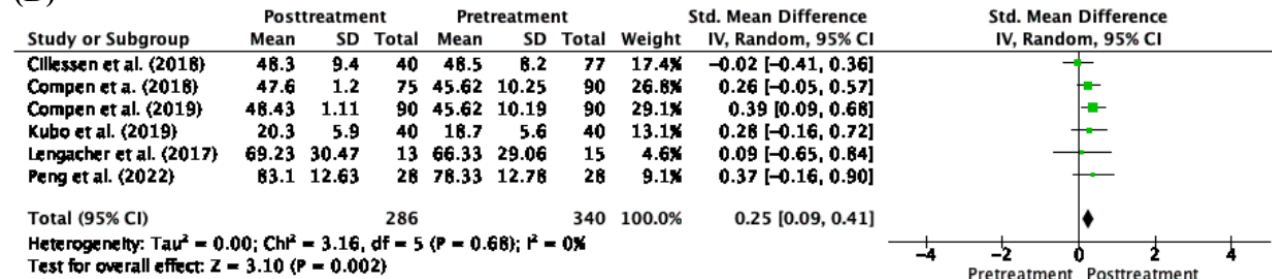 Posttreatment Pretreatment Std. Mean Difference Std. Mean Difference
Study or Subgroup Mean SD Total Mean SD Total Weight IV, Random, 95% CI IV, Random, 95% CI
Cillessen et al. (2018) 48.3 9.4 40 48.5 8.2 77 17.4% −0.02 [−0.41, 0.36]
Compen et a. (2018) 47.6 1.2 75 45.62 10.25 90 26.8% 0.26 [−0.05, 0.57]
Compen et al. (2019) 48.43 1.11 90 45.62 10.19 90 29.1% 0.39 [0.09, 0.68]
Kubo et al. (2019) 20.3 5.9 40 18.7 5.6 40 13.1% 0.28 [−0.16, 0.72]
Lengacher et al. (2017) 69.23 30.47 13 66.33 29.06 15 4.6% 0.09 [−0.65, 0.84]
Peng et al. (2022) 83.1 12.63 28 78.33 12.78 28 9.1% 0.37 [−0.16, 0.90]
Total (95% CI) 286 340 100.0% 0.25 [0.09, 0.41]
Heterogeneity: Tau² = 0.00; Chi² = 3.16, df = 5 (P = 0.68); I² = 0%
Test for overall effect: Z = 3.10 (P = 0.002)
−4 −2 0 2 4
Pretreatment Posttreatment